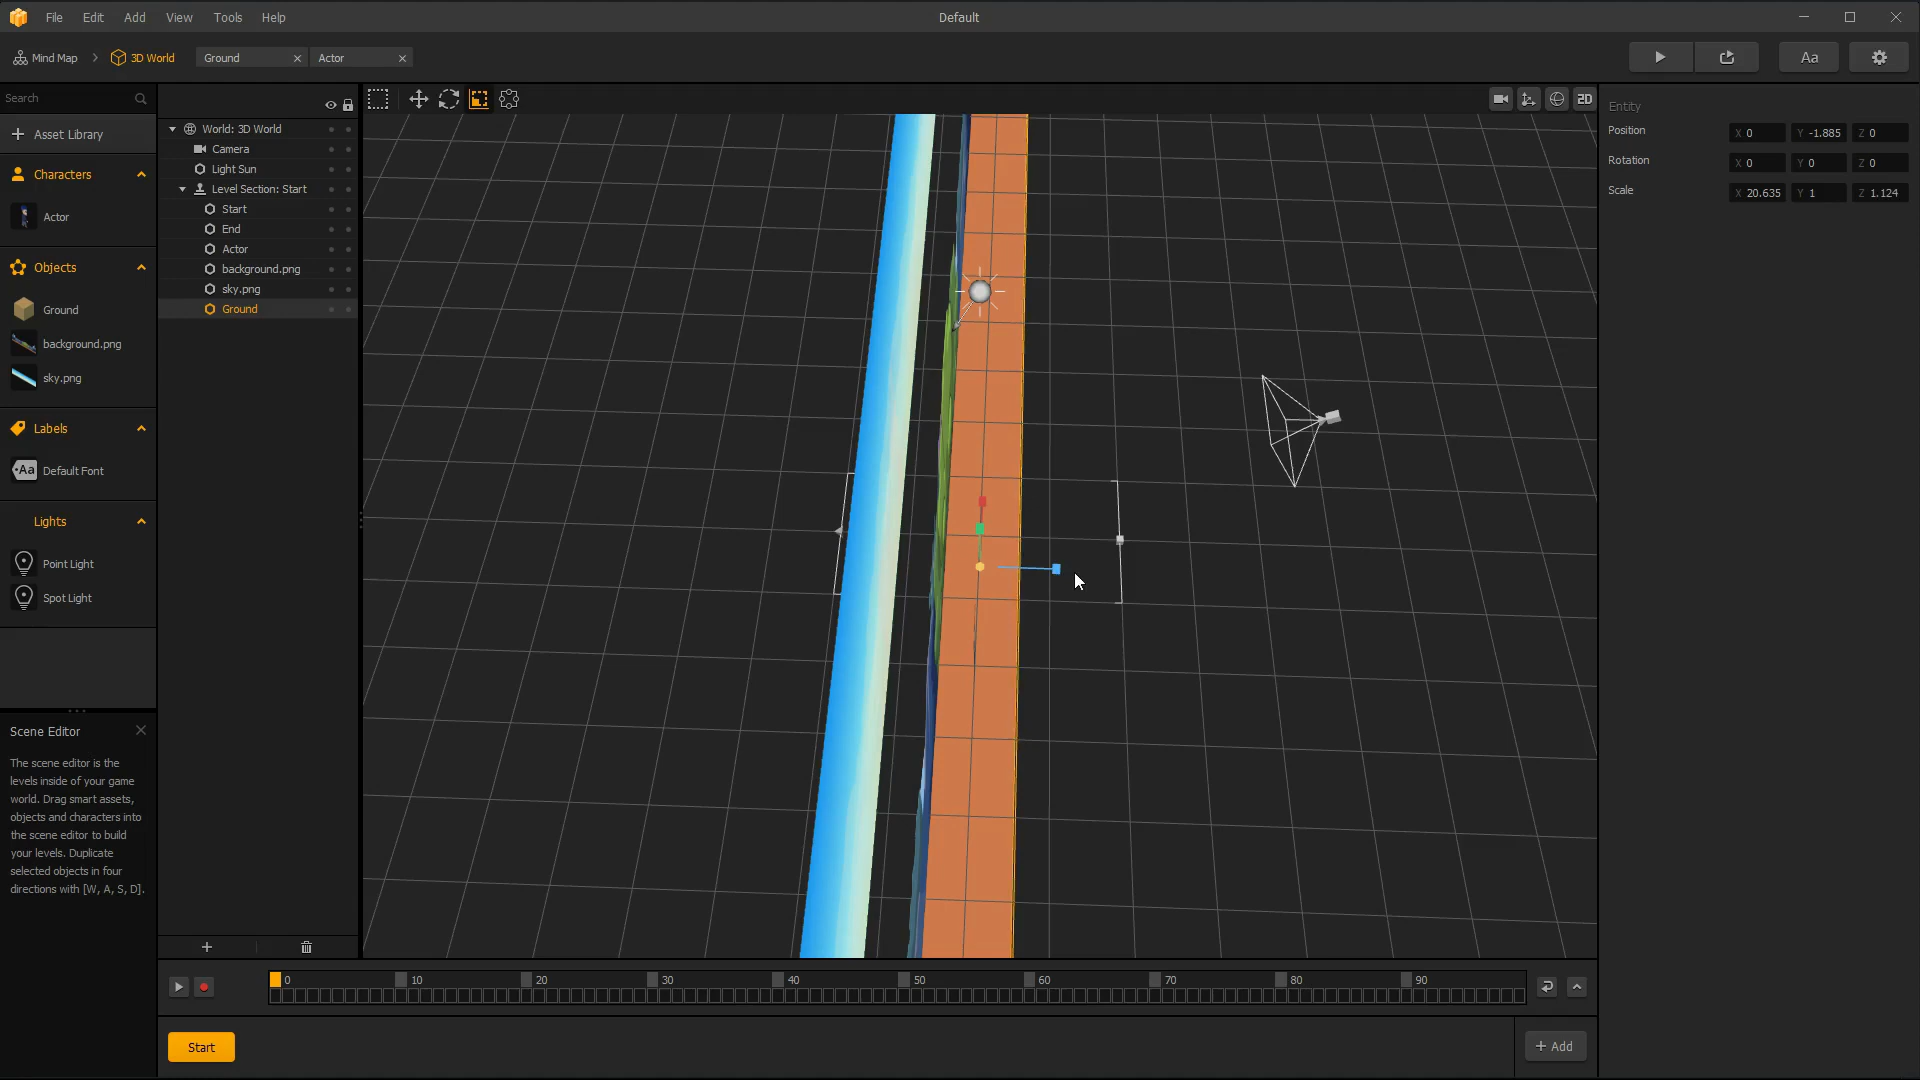 File Edit Add View Tools Help
Default
Mind Map
3D World
Ground
Actor
Aa
Search
Asset Library
Characters
Actor
Objects
Ground
background.png
sky.png
Labels
Aa Default Font
Lights
Point Light
Spot Light
Scene Editor
The scene editor is the
levels inside of your game
world. Drag smart assets,
objects and characters into
the scene editor to build
your levels. Duplicate
selected objects in four
directions with [W, A, S, D].
World: 3D World
Camera
Light Sun
Level Section: Start
Start
End
Actor
background.png
sky.png
Ground
2D
Entity
Position X 0 Y -1.885 Z 0
Rotation X 0 Y 0 Z 0
Scale X 20.635 Y 1 Z 1.124
0 10 20 30 40 50 60 70 80 90
Start
+ Add